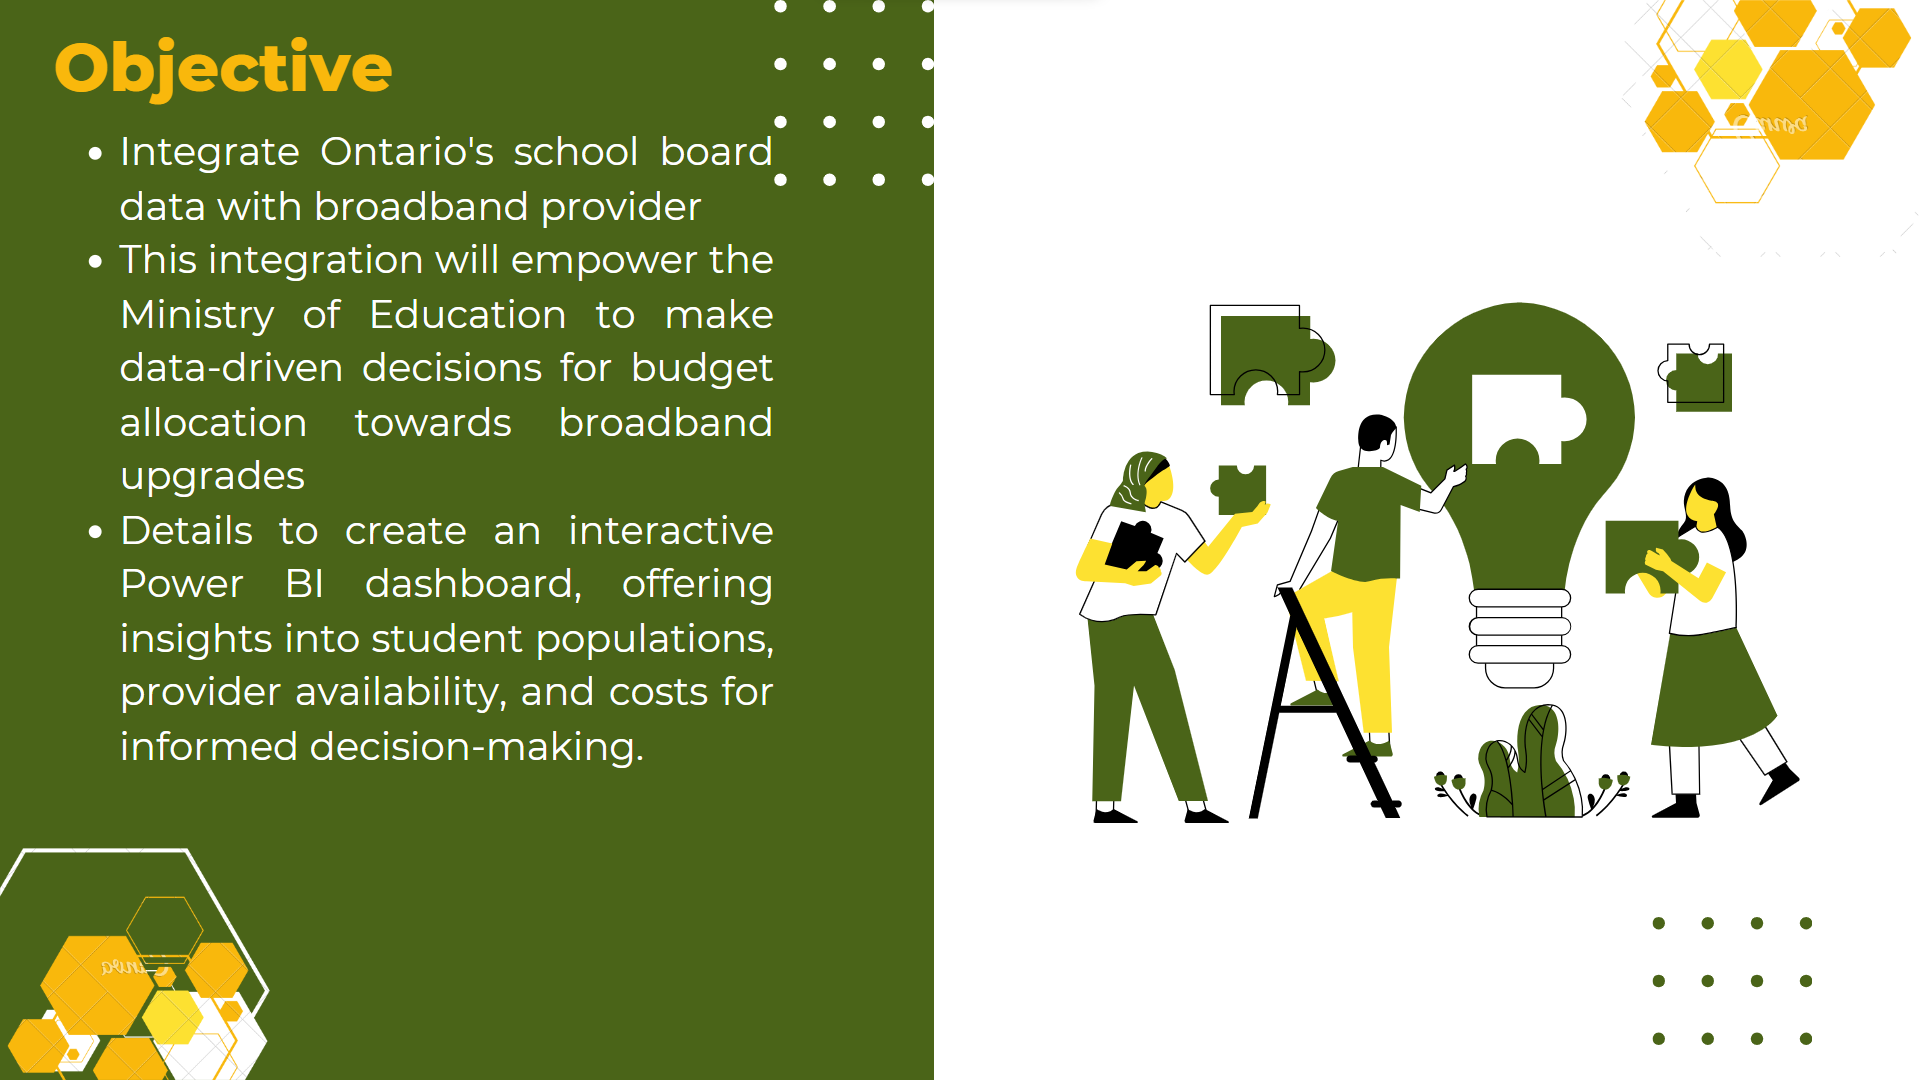 Objective
Integrate Ontario's school board
data with broadband provider
This integration will empower the
Ministry of Education to make
data-driven decisions for budget
allocation towards broadband
upgrades
Details to create an interactive
Power BI dashboard, offering
insights into student populations,
provider availability, and costs for
informed decision-making.
Canva
Canva